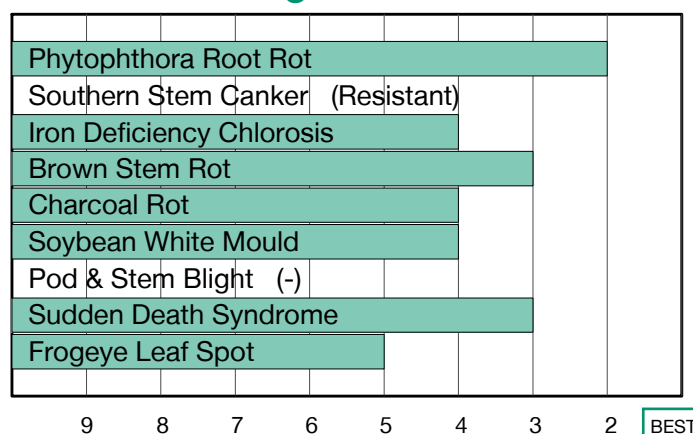 Phytophthora Root Rot
Southern Stem Canker (Resistant)
Iron Deficiency Chlorosis
Brown Stem Rot
Charcoal Rot
Soybean White Mould
Pod & Stem Blight (-)
Sudden Death Syndrome
Frogeye Leaf Spot
9 8 7 6 5 4 3 2 BEST